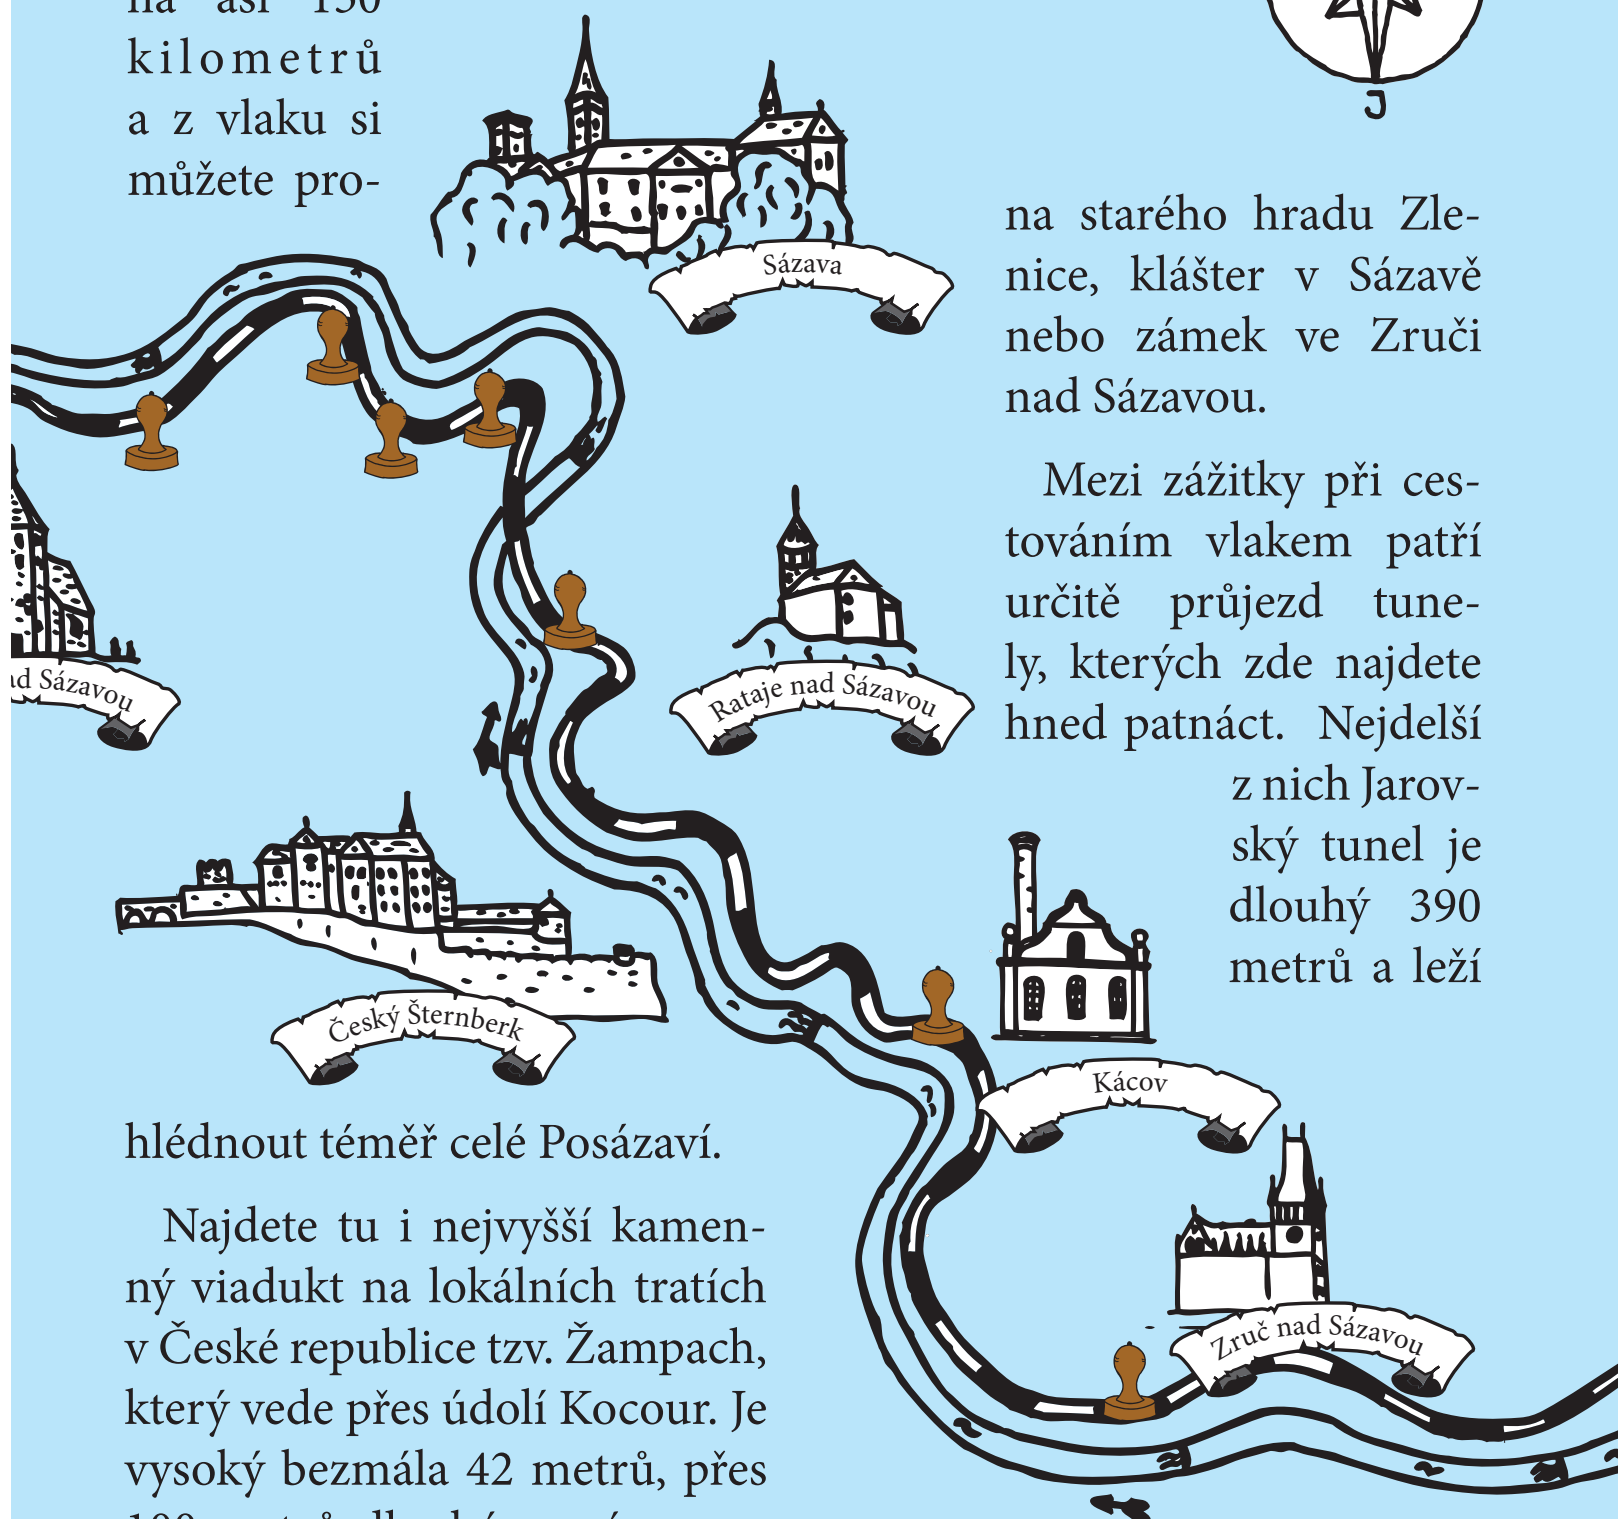 na asi 150
kilometrů
a z vlaku si
můžete pro-
J
Sázava
na starého hradu Zle-
nice, klášter v Sázavě
nebo zámek ve Zruči
nad Sázavou.
Mezi zážitky při ces-
továním vlakem patří
určitě průjezd tune-
ly, kterých zde najdete
hned patnáct. Nejdelší
z nich Jarov-
ský tunel je
dlouhý 390
metrů a leží
ad Sázavou
Rataje nad Sázavou
Český Šternberk
Kácov
Zruč nad Sázavou
hlédnout téměř celé Posázaví.
Najdete tu i nejvyšší kamen-
ný viadukt na lokálních tratích
v České republice tzv. Žampach,
který vede přes údolí Kocour. Je
vysoký bezmála 42 metrů, přes